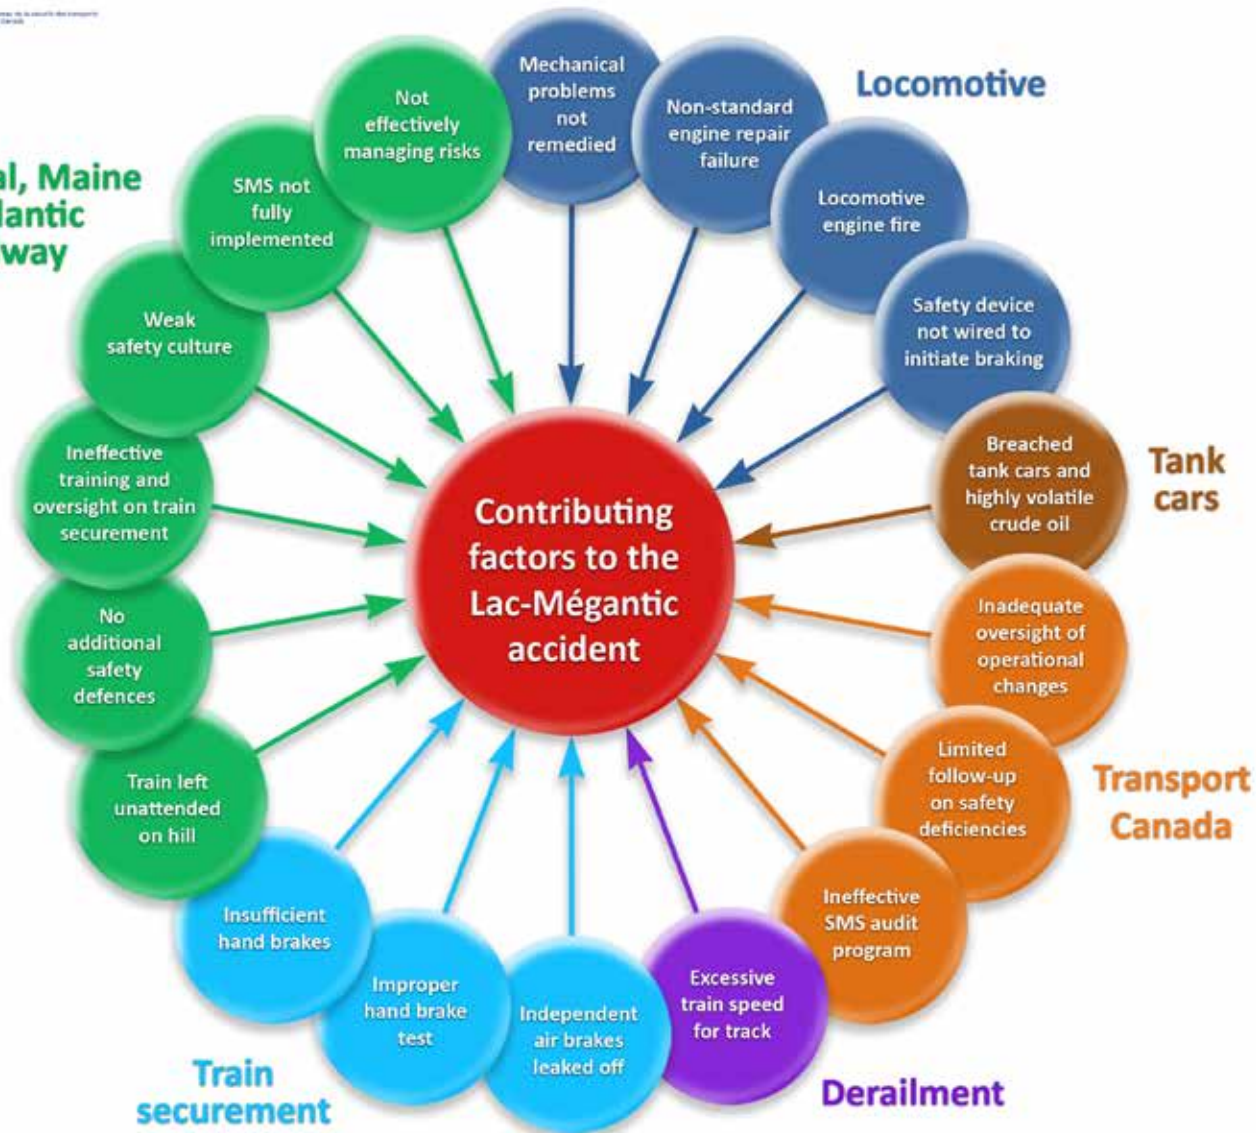 Locomotive
al, Maine
lantic
way
Tank
cars
Transport
Canada
Derailment
Train
securement
Contributing
factors to the
Lac-Mégantic
accident
Mechanical
problems
not
remedied
Non-standard
engine repair
failure
Locomotive
engine fire
Safety device
not wired to
initiate braking
Breached
tank cars and
highly volatile
crude oil
Inadequate
oversight of
operational
changes
Limited
follow-up
on safety
deficiencies
Ineffective
SMS audit
program
Excessive
train speed
for track
Independent
air brakes
leaked off
Improper
hand brake
test
Insufficient
hand brakes
Train left
unattended
on hill
No
additional
safety
defences
Ineffective
training and
oversight on train
securement
Weak
safety culture
SMS not
fully
implemented
Not
effectively
managing risks